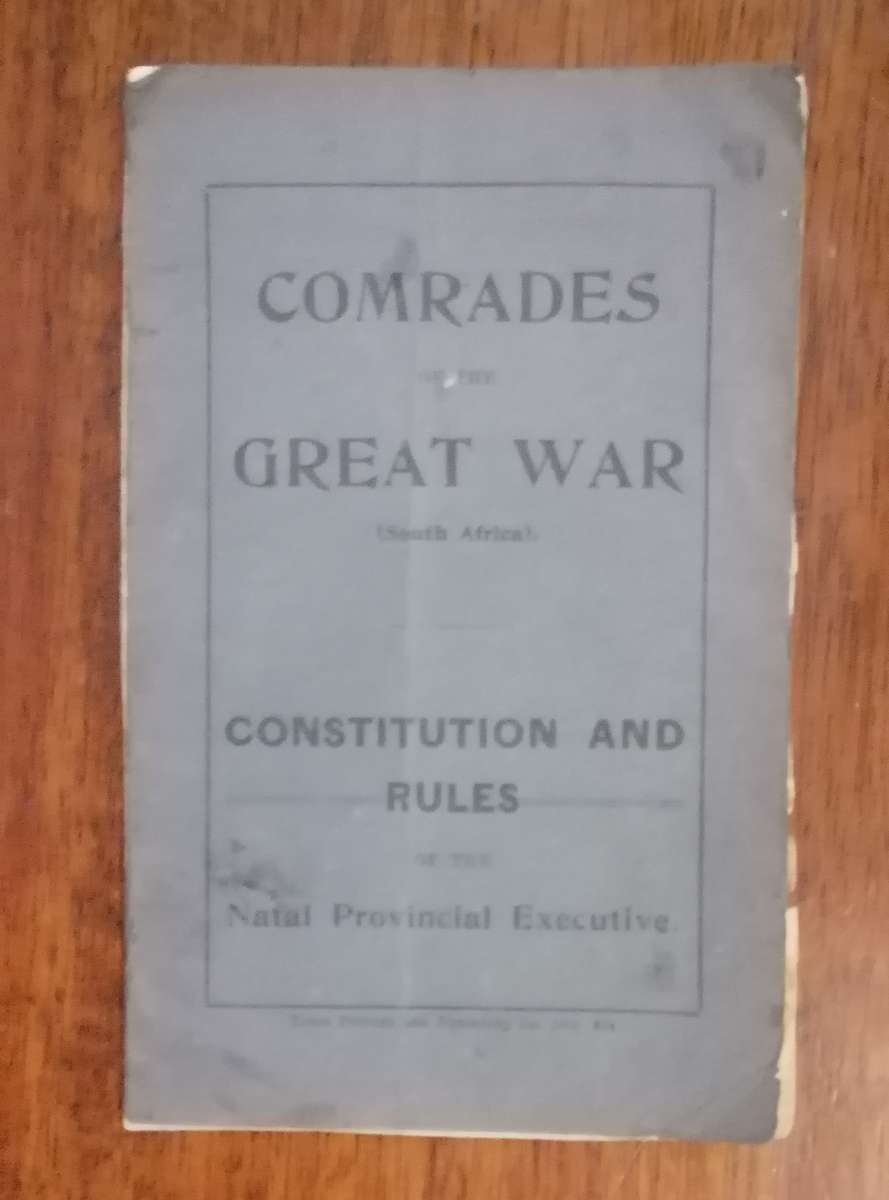 COMRADES
OF THE
GREAT WAR
(South Africa).
CONSTITUTION AND
RULES
OF THE
Natal Provincial Executive.